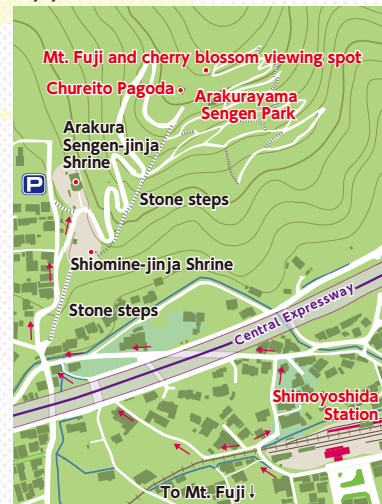 Mt. Fuji and cherry blossom viewing spot
Chureito Pagoda
Arakurayama
Sengen Park
Arakura
Sengen-jinja
Shrine
P
Stone steps
Shiomine-jinja Shrine
Stone steps
Central Expressway
Shimoyoshida
Station
To Mt. Fuji↓